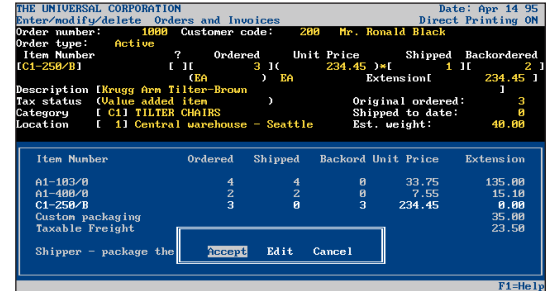 THE UNIVERSAL CORPORATION Date: Apr 14 95
Enter/modify/delete Orders and Invoices Direct Printing ON
Order number: 1000 Customer code: 200 Mr. Ronald Black
Order type: Active
Item Number ? Ordered Unit Price Shipped Backordered
[C1-250/B] [ ][ 3 ]( 234.45 )*[ 1 ][ 2 ]
(EA ) EA Extension[ 234.45 ]
Description [Krugg Arm Tilter-Brown ]
Tax status (Value added item ) Original ordered: 3
Category [ C1] TILTER CHAIRS Shipped to date: 0
Location [ 1] Central warehouse - Seattle Est. weight: 40.00
Item Number Ordered Shipped Backord Unit Price Extension
A1-103/0 4 4 0 33.75 135.00
A1-400/0 2 2 0 7.55 15.10
C1-250/B 3 0 3 234.45 0.00
Custom packaging 35.00
Taxable Freight 23.50
Shipper - package the
Accept Edit Cancel
F1=Help